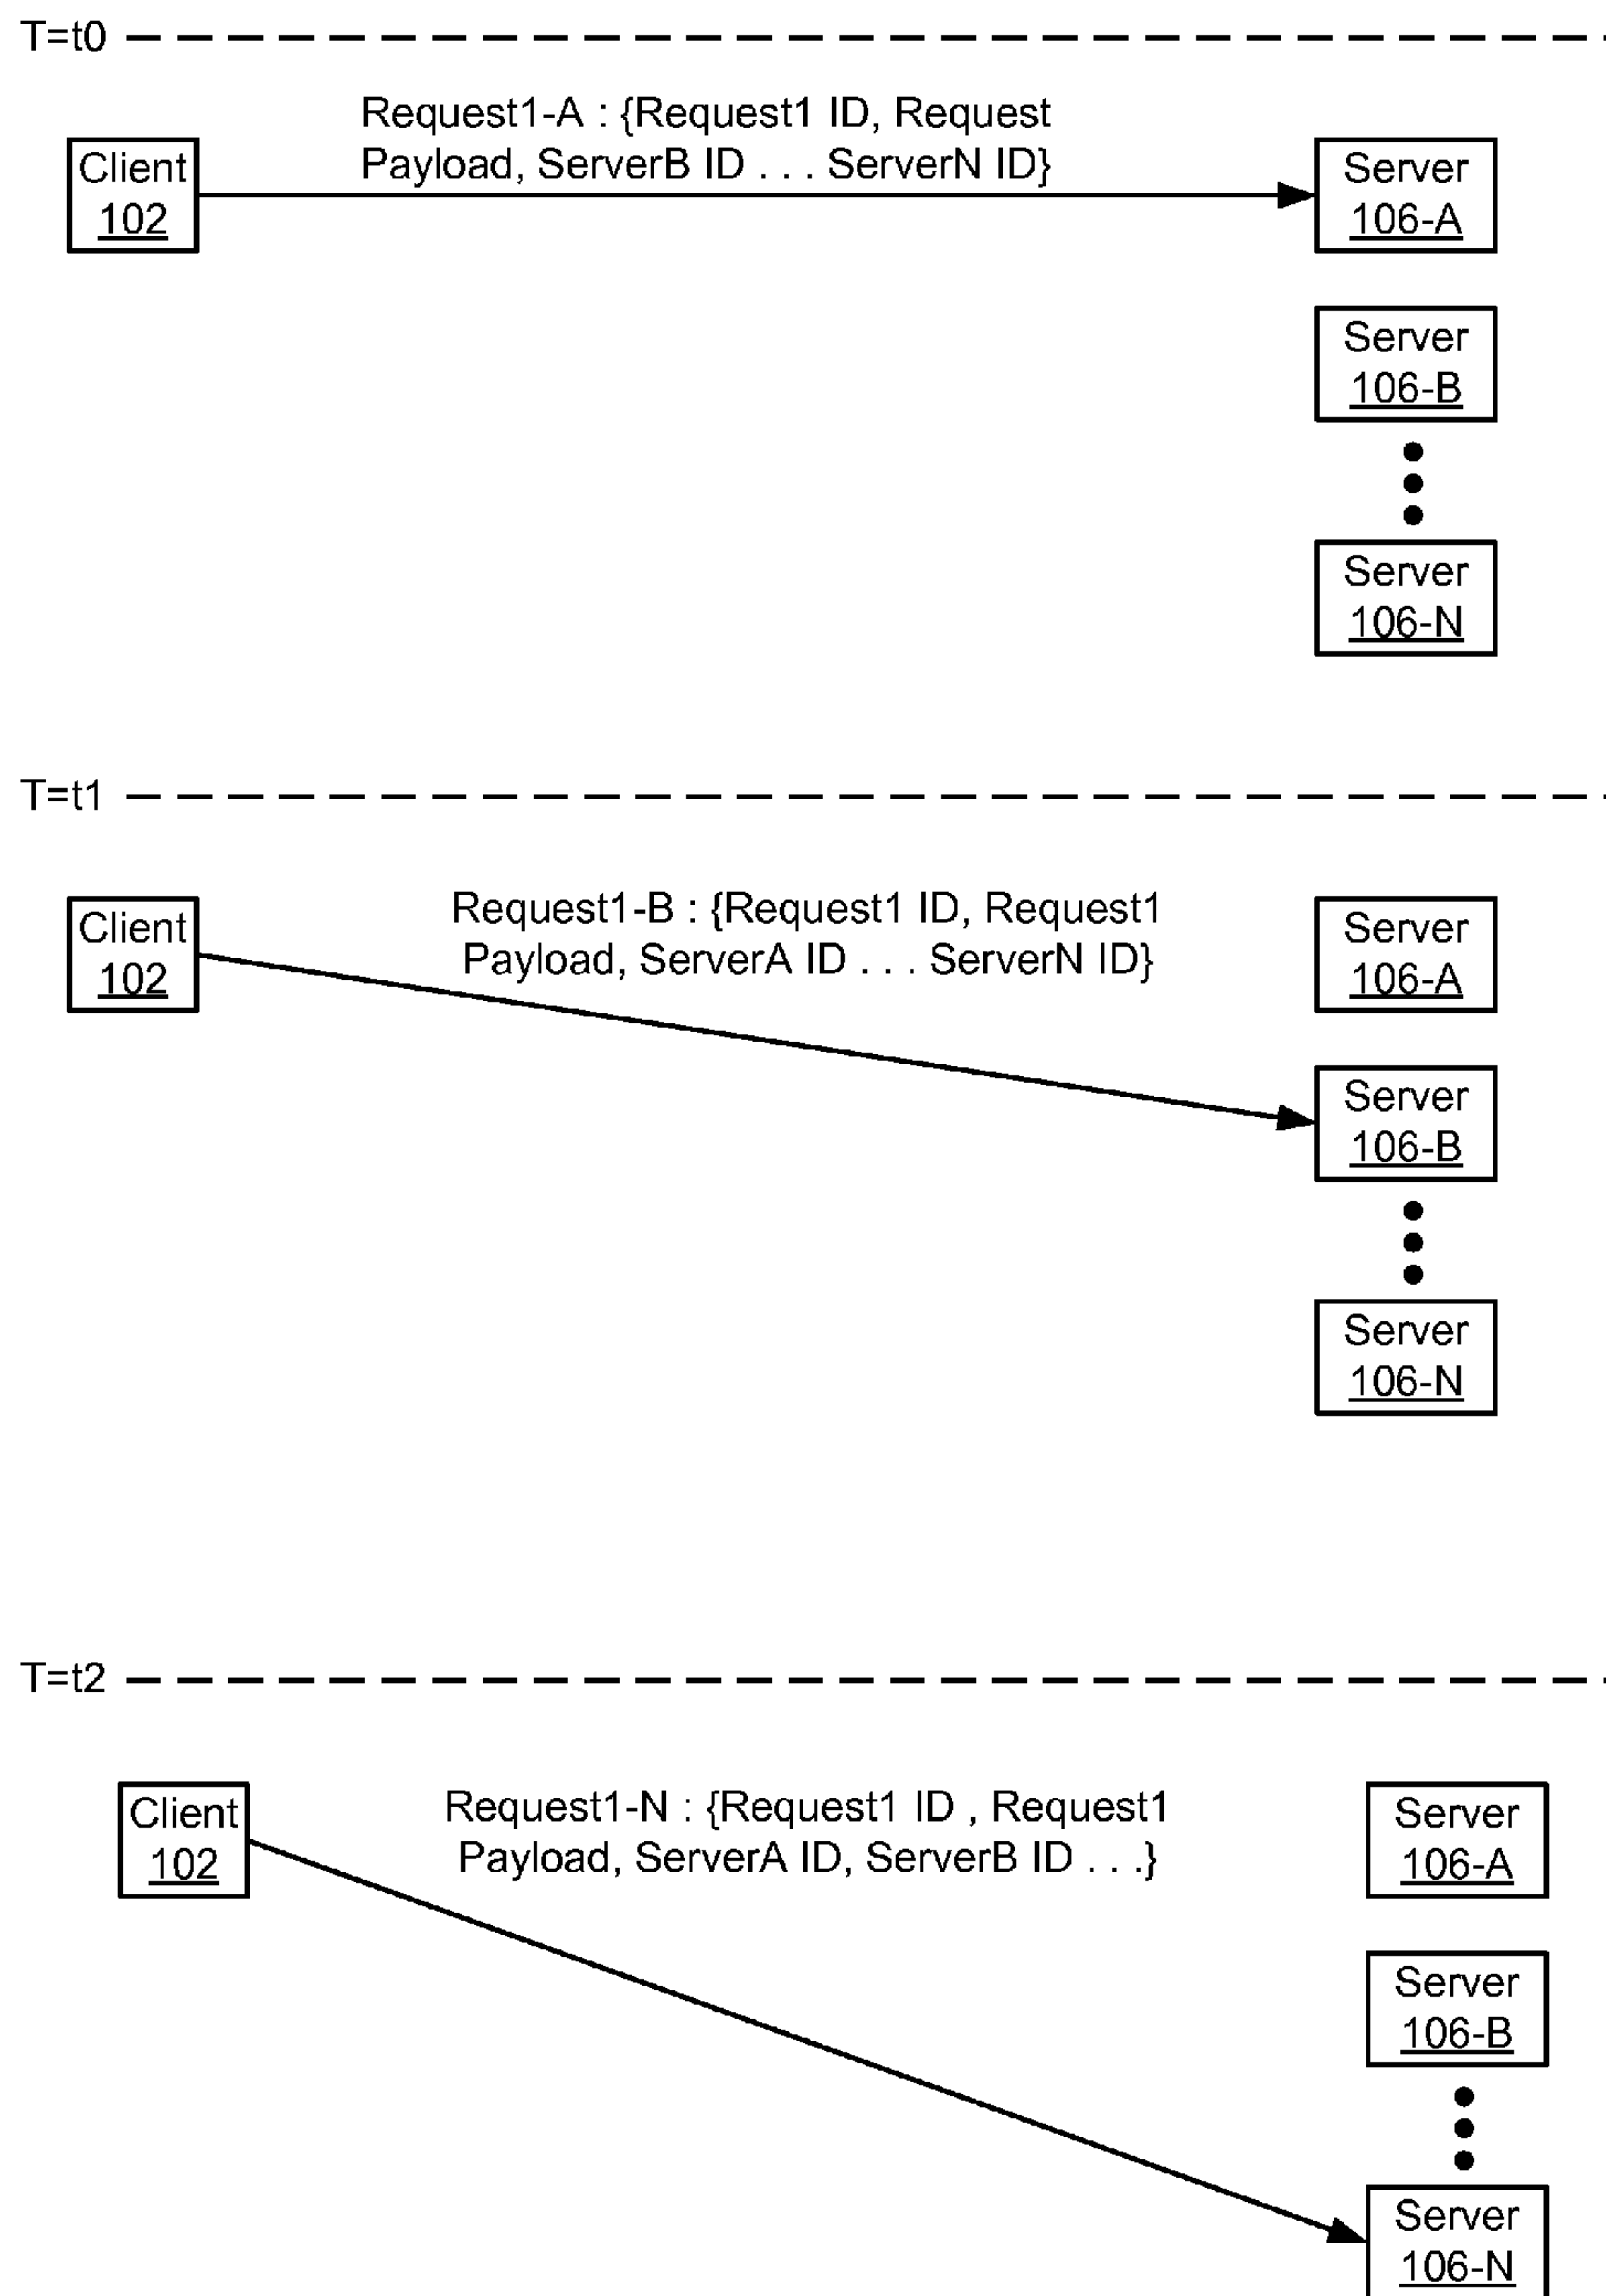 T=t0
Request1-A : {Request1 ID, Request
Payload, ServerB ID . . . ServerN ID}
Client
102
Server
106-A
Server
106-B
Server
106-N
T=t1
Request1-B : {Request1 ID, Request1
Payload, ServerA ID . . . ServerN ID}
Client
102
Server
106-A
Server
106-B
Server
106-N
T=t2
Request1-N : {Request1 ID , Request1
Payload, ServerA ID, ServerB ID . . .}
Client
102
Server
106-A
Server
106-B
Server
106-N